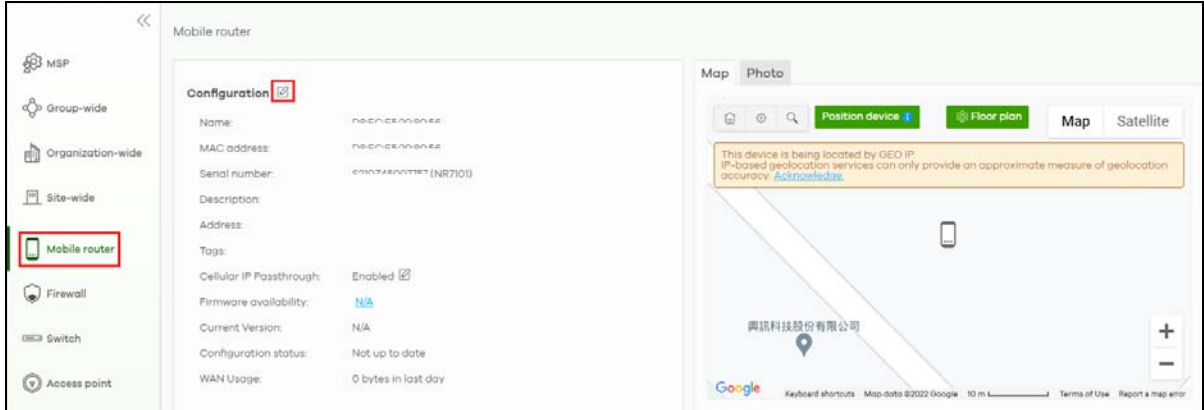 Mobile router
MSP
Group-wide
Organization-wide
Site-wide
Mobile router
Firewall
Switch
Access point
Configuration
Name:
MAC address:
Serial number: (NR7101)
Description:
Address:
Tags:
Cellular IP Passthrough: Enabled
Firmware availability: N/A
Current Version: N/A
Configuration status: Not up to date
WAN Usage: 0 bytes in last day
Map Photo
Position device Floor plan Map Satellite
This device is being located by GEO IP.
IP-based geolocation services can only provide an approximate measure of geolocation
accuracy. Acknowledge.
興訊科技股份有限公司
Google Keyboard shortcuts Map data ©2022 Google 10 m Terms of Use Report a map error